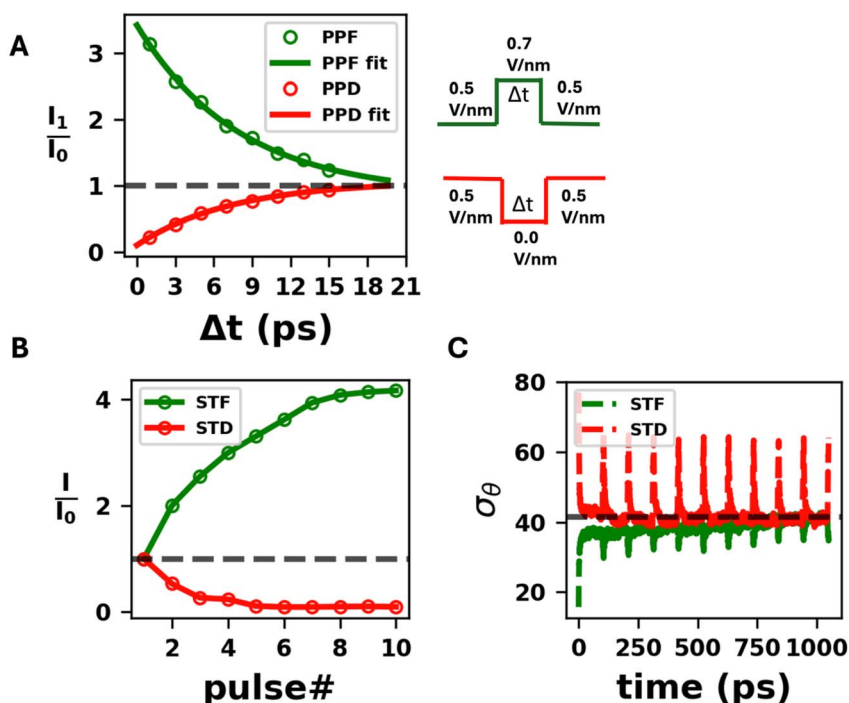 A
I₁
I₀
3
2
1
0
PPF
PPF fit
PPD
PPD fit
0 3 6 9 12 15 18 21
Δt (ps)
0.7
V/nm
0.5
V/nm
Δt
0.5
V/nm
0.5
V/nm
Δt
0.5
V/nm
0.0
V/nm
B
I
I₀
4
2
0
STF
STD
2 4 6 8 10
pulse#
C
σθ
80
60
40
20
STF
STD
0 250 500 750 1000
time (ps)